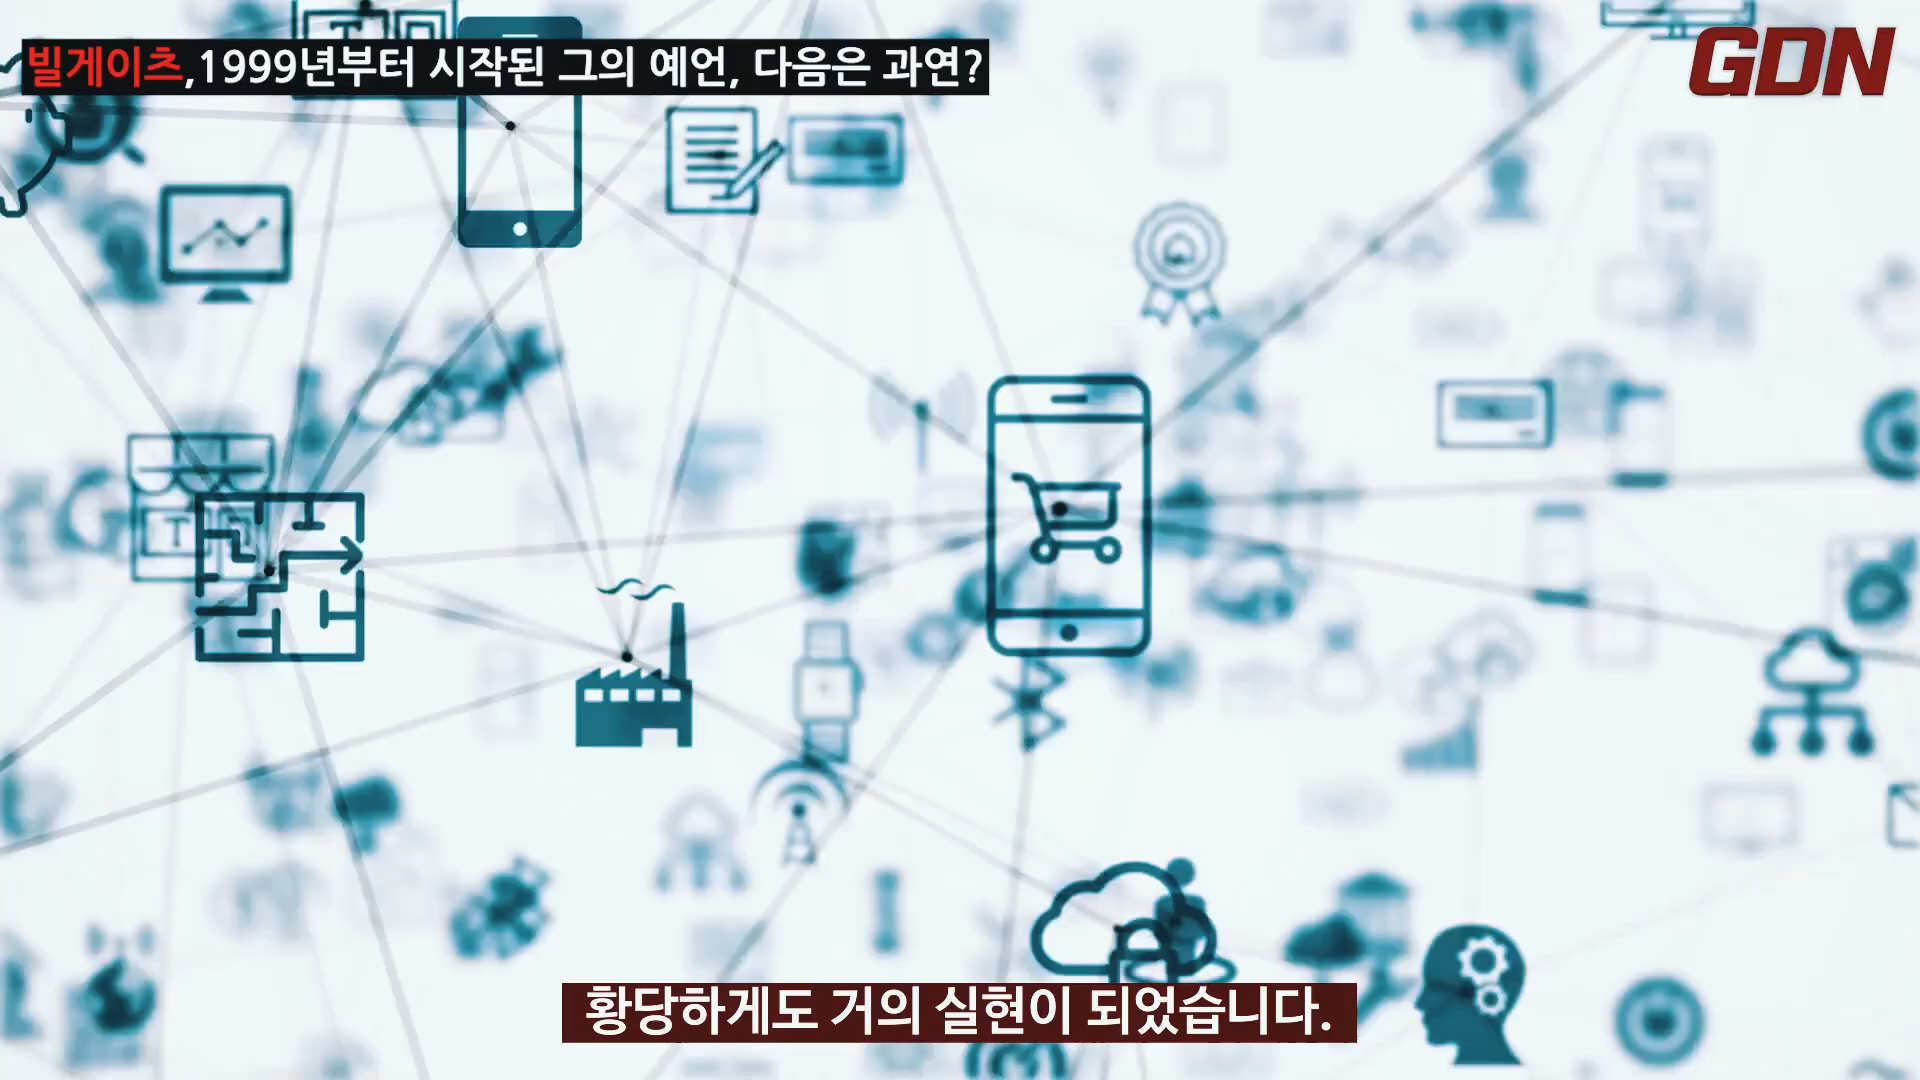 빌게이츠,1999년부터 시작된 그의 예언, 다음은 과연?
GDN
황당하게도 거의 실현이 되었습니다.